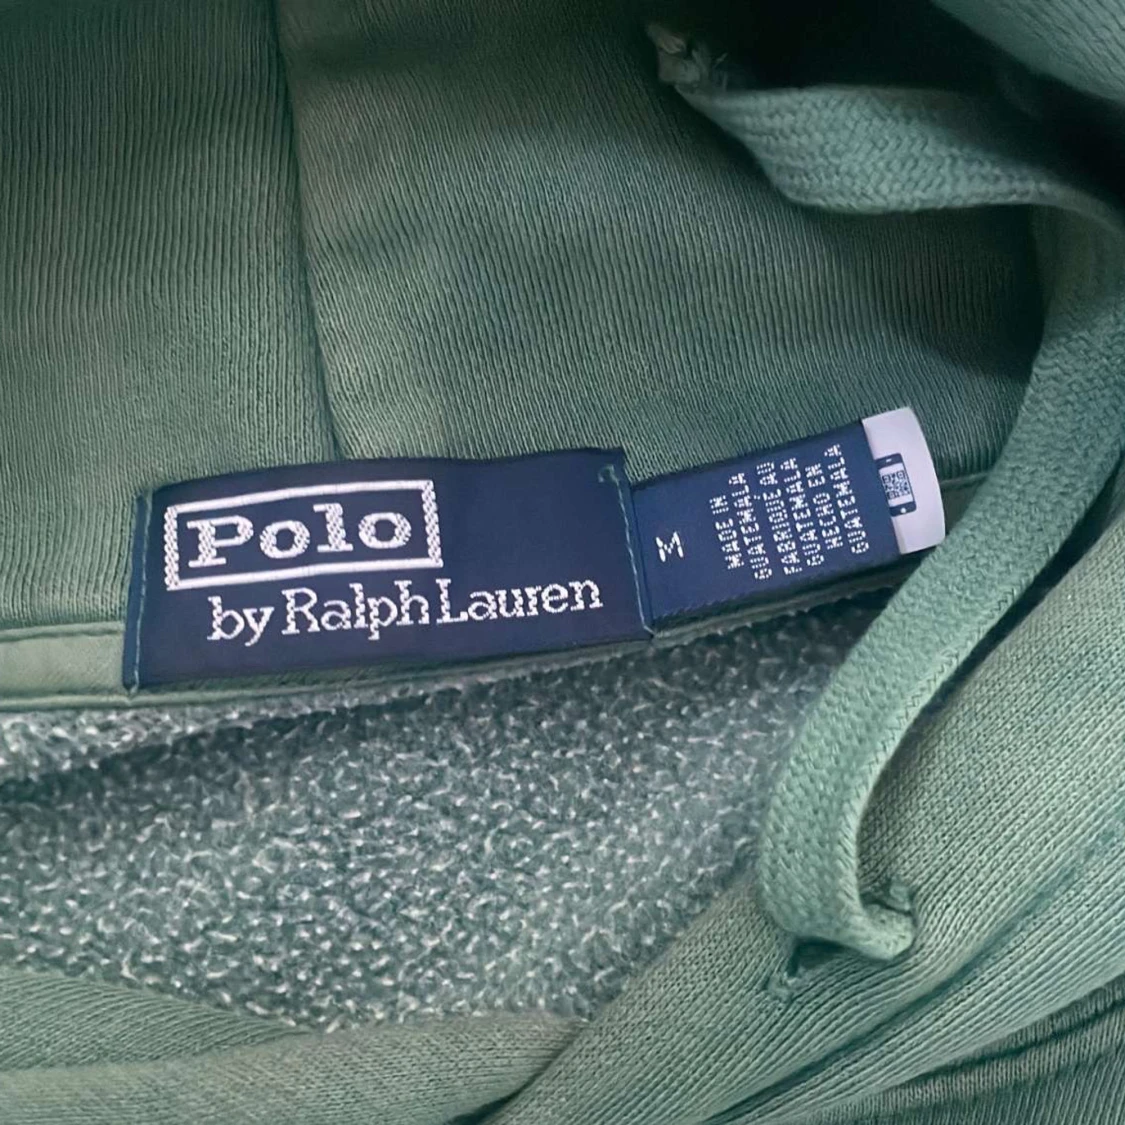 Polo
by Ralph Lauren
M
MADE IN
GUATEMALA
FABRIQUÉ AU
GUATEMALA
HECHO EN
GUATEMALA